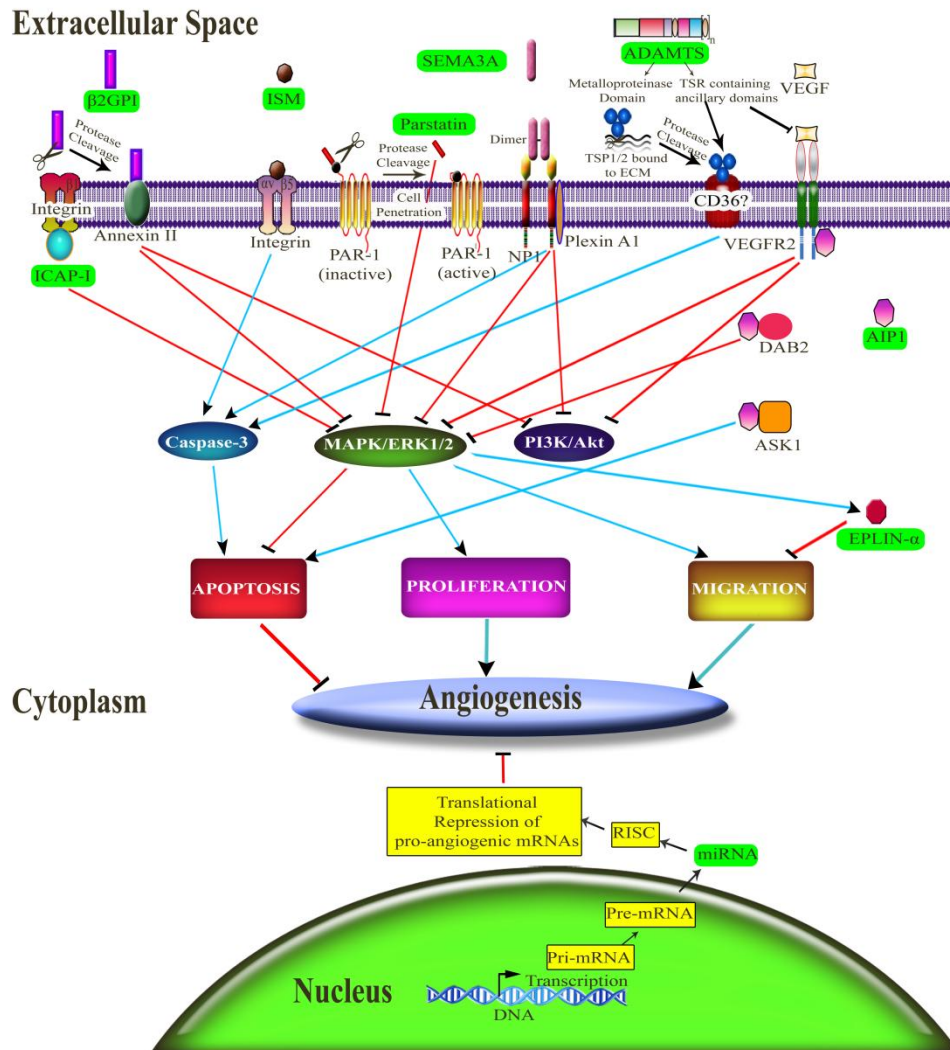 Extracellular Space
β2GPI
ISM
SEMA3A
[ ]n
ADAMTS
Metalloproteinase
Domain
TSR containing
ancillary domains
VEGF
Protease
Cleavage
Parstatin
Protease
Cleavage
Dimer
TSP1/2 bound
to ECM
Protease
Cleavage
β1
Integrin
Annexin II
αv
β5
Integrin
PAR-1
(inactive)
Cell
Penetration
PAR-1
(active)
NP1
Plexin A1
CD36?
VEGFR2
ICAP-I
DAB2
AIP1
Caspase-3
MAPK/ERK1/2
PI3K/Akt
ASK1
EPLIN-α
APOPTOSIS
PROLIFERATION
MIGRATION
Cytoplasm
Angiogenesis
Translational
Repression of
pro-angiogenic mRNAs
RISC
miRNA
Pre-mRNA
Pri-mRNA
Transcription
Nucleus
DNA